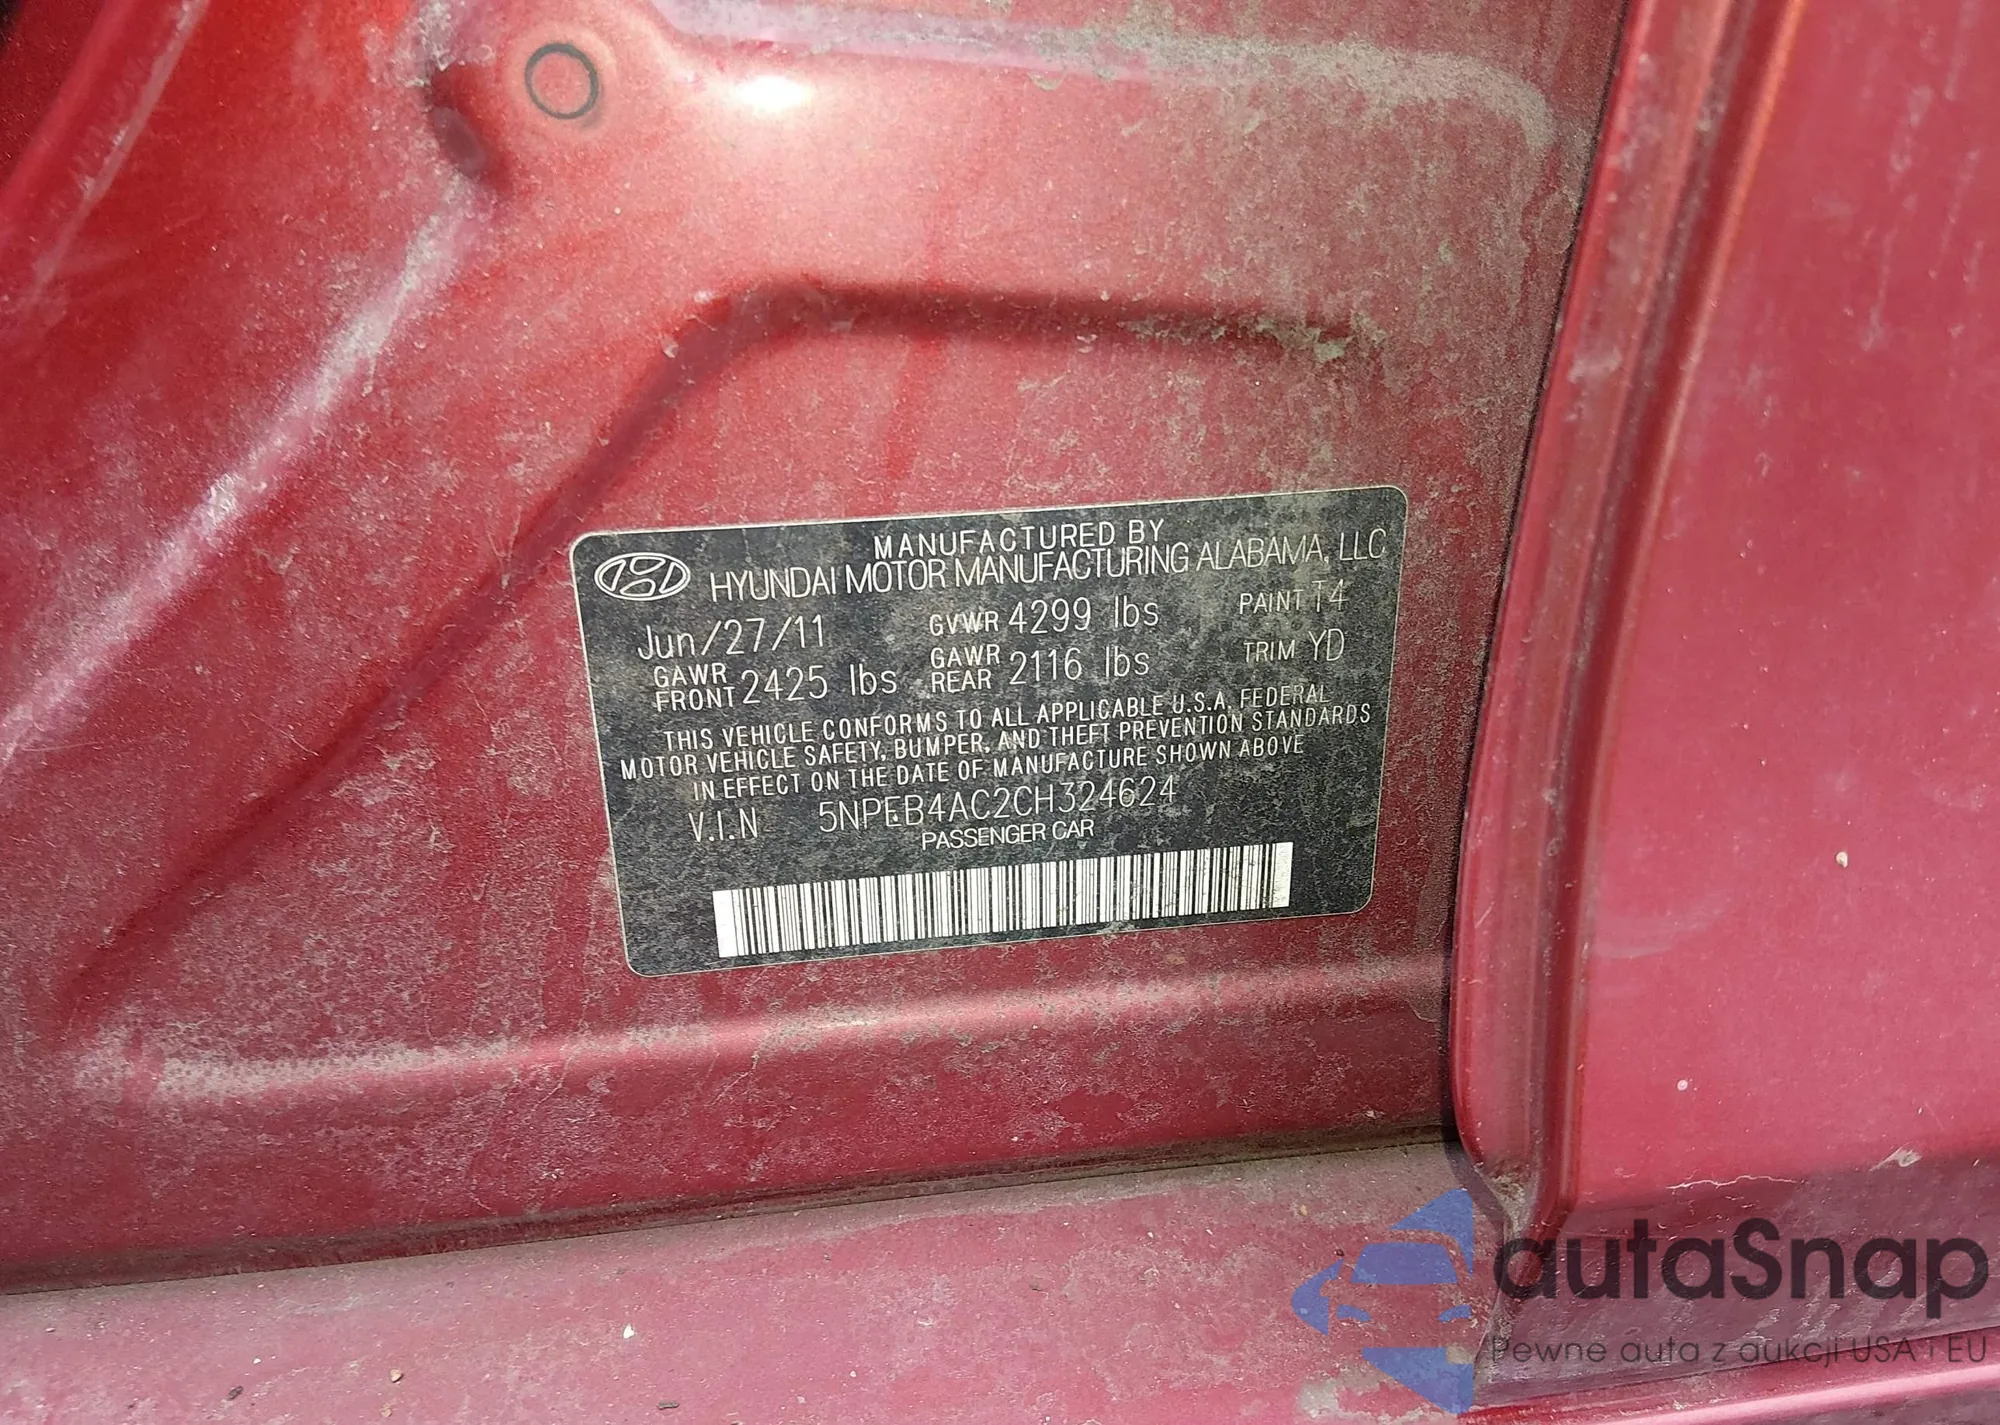 MANUFACTURED BY
HYUNDAI MOTOR MANUFACTURING ALABAMA, LLC
Jun/27/11 GVWR 4299 lbs PAINT T4
GAWR FRONT 2425 lbs GAWR REAR 2116 lbs TRIM YD
THIS VEHICLE CONFORMS TO ALL APPLICABLE U.S.A. FEDERAL
MOTOR VEHICLE SAFETY, BUMPER, AND THEFT PREVENTION STANDARDS
IN EFFECT ON THE DATE OF MANUFACTURE SHOWN ABOVE
V.I.N 5NPEB4AC2CH324624
PASSENGER CAR
autaSnap
Pewne auta z aukcji USA i EU